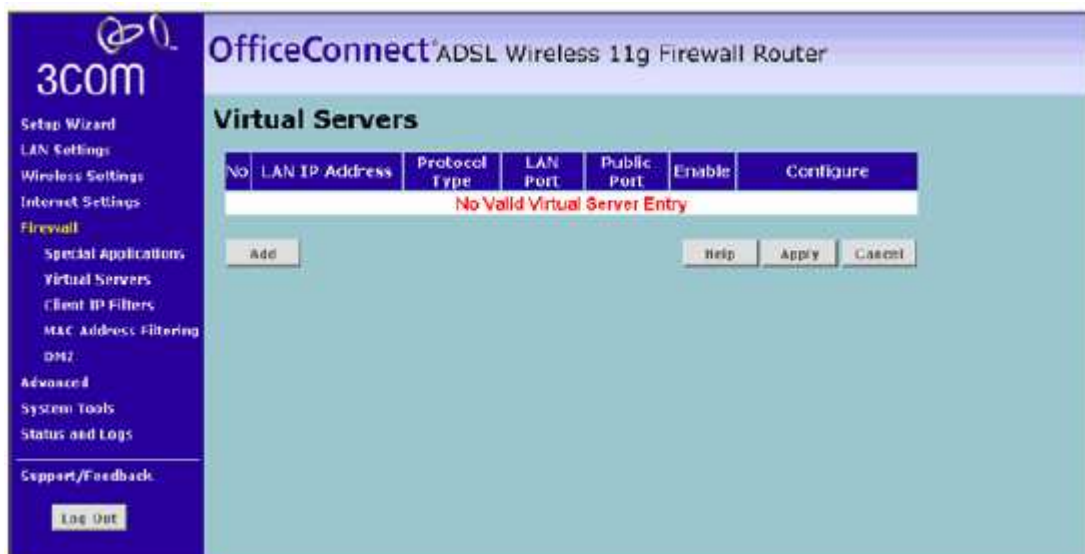 3COM
OfficeConnect ADSL Wireless 11g Firewall Router
Setup Wizard
LAN Settings
Wireless Settings
Internet Settings
Firewall
Special Applications
Virtual Servers
Client IP Filters
MAC Address Filtering
DMZ
Advanced
System Tools
Status and Logs
Support/Feedback
Log Out
Virtual Servers
No LAN IP Address Protocol Type LAN Port Public Port Enable Configure
No Valid Virtual Server Entry
Add Help Apply Cancel